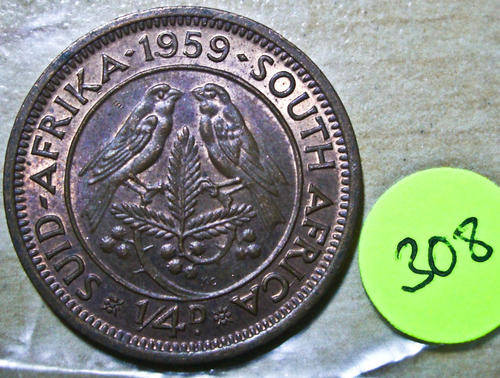 SUID-AFRIKA·1959·SOUTH AFRICA
* 1/4D. *
308